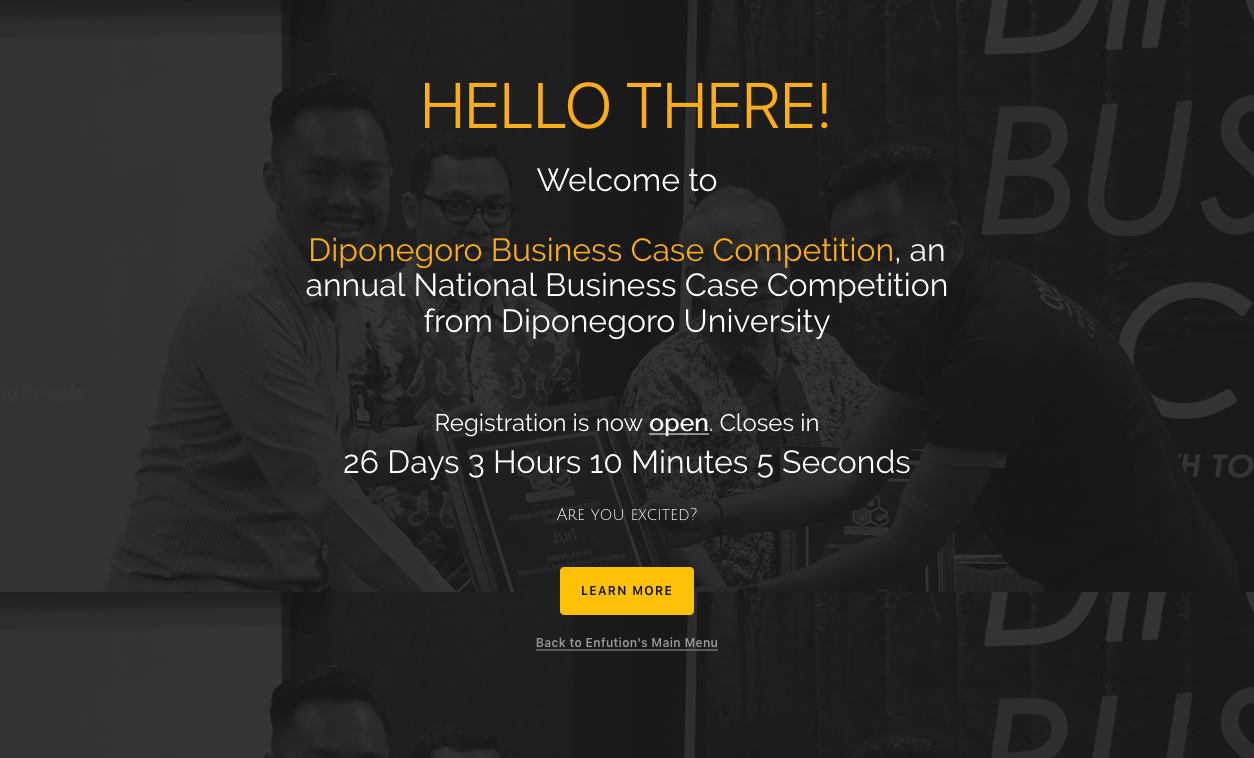 HELLO THERE!
Welcome to
Diponegoro Business Case Competition, an
annual National Business Case Competition
from Diponegoro University
Registration is now open. Closes in
26 Days 3 Hours 10 Minutes 5 Seconds
ARE YOU EXCITED?
Juri
LEARN MORE
Back to Enfution's Main Menu